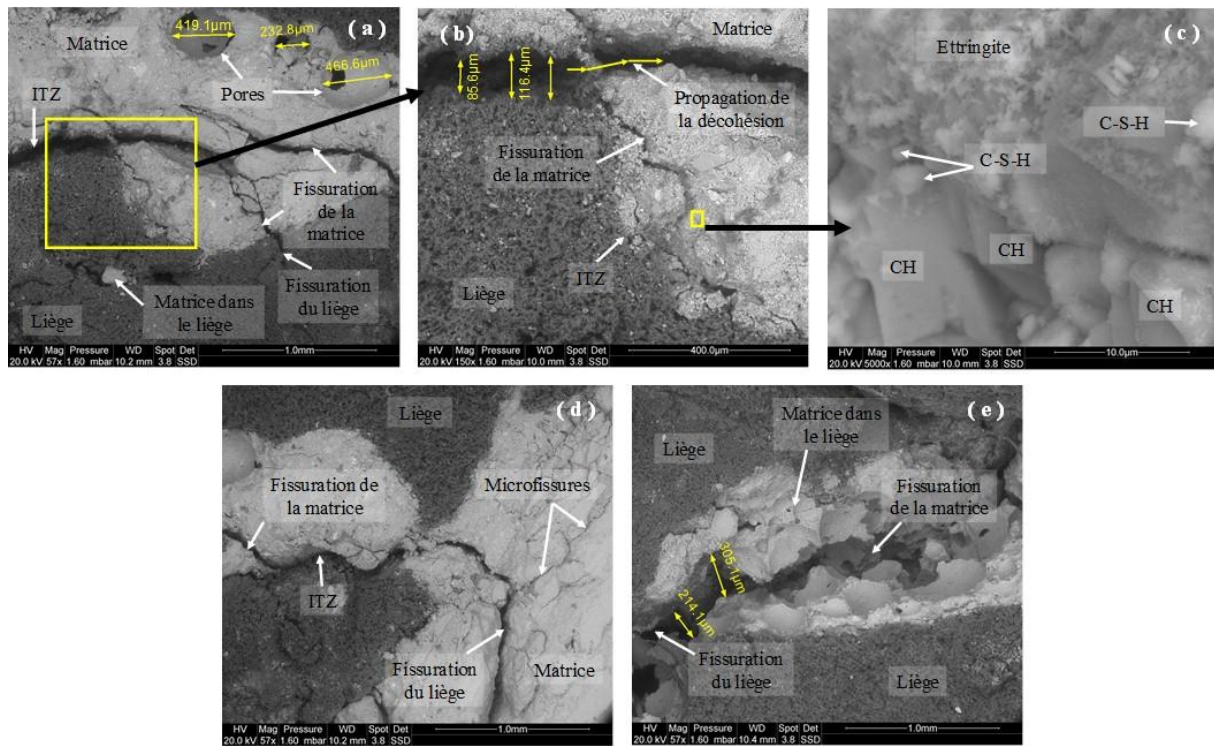 ( a )
419.1µm
232.8µm
466.6µm
Matrice
ITZ
Pores
Fissuration
de la
matrice
Fissuration
du liège
Matrice dans
le liège
Liège
HV Mag Pressure WD Spot Det
20.0 kV 57x 1.60 mbar 10.2 mm 3.8 SSD
1.0mm
( b )
Matrice
85.6µm
116.4µm
Propagation de
la décohésion
Fissuration
de la matrice
ITZ
Liège
HV Mag Pressure WD Spot Det
20.0 kV 150x 1.60 mbar 10.0 mm 3.8 SSD
400.0µm
( c )
Ettringite
C-S-H
C-S-H
CH
CH
CH
HV Mag Pressure WD Spot Det
20.0 kV 5000x 1.60 mbar 10.0 mm 3.8 SSD
10.0µm
( d )
Liège
Fissuration de
la matrice
Microfissures
ITZ
Fissuration
du liège
Matrice
HV Mag Pressure WD Spot Det
20.0 kV 57x 1.60 mbar 10.2 mm 3.8 SSD
1.0mm
( e )
Matrice dans
le liège
Liège
Fissuration
de la matrice
305.1µm
214.1µm
Fissuration
du liège
Liège
HV Mag Pressure WD Spot Det
20.0 kV 57x 1.60 mbar 10.4 mm 3.8 SSD
1.0mm